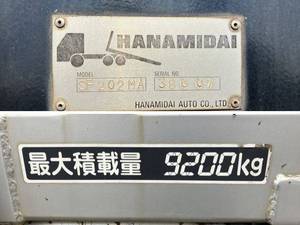 HANAMIDAI
MODEL
SERIAL NO
HANAMIDAI AUTO CO.,LTD.
最大積載量 9200kg